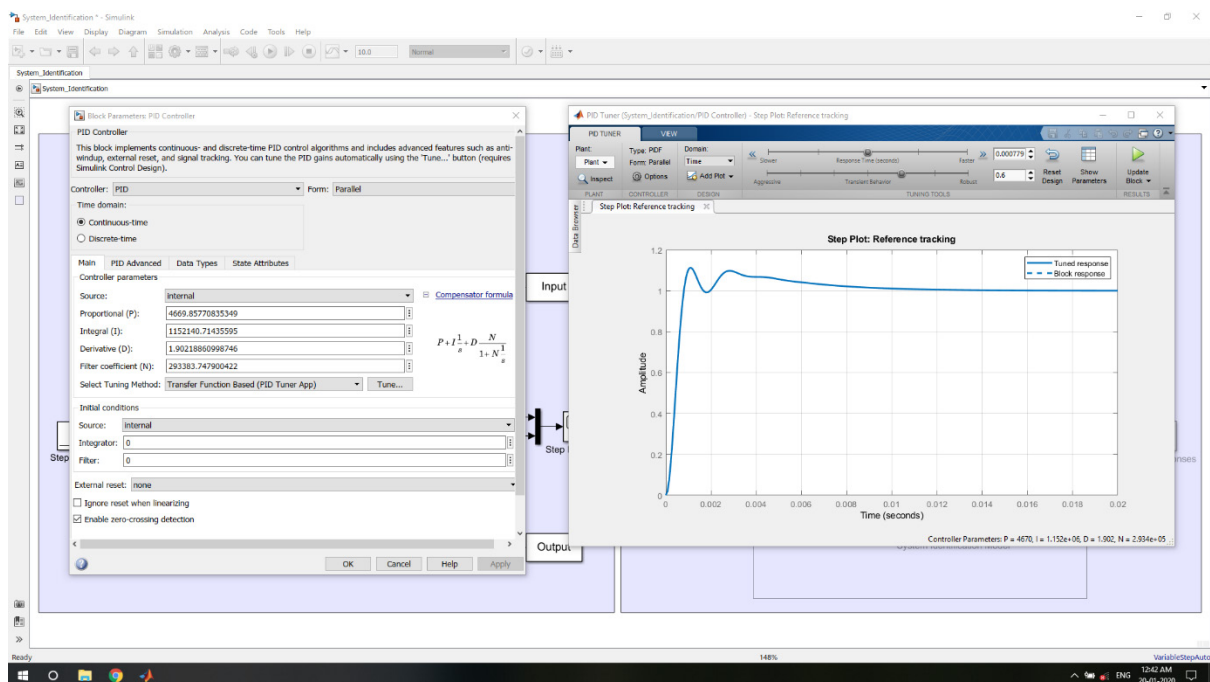 System_Identification * - Simulink
File Edit View Display Diagram Simulation Analysis Code Tools Help
10.0 Normal
System_Identification
System_Identification
Block Parameters: PID Controller
PID Controller
This block implements continuous- and discrete-time PID control algorithms and includes advanced features such as anti-
windup, external reset, and signal tracking. You can tune the PID gains automatically using the 'Tune...' button (requires
Simulink Control Design).
Controller: PID Form: Parallel
Time domain:
Continuous-time
Discrete-time
Main PID Advanced Data Types State Attributes
Controller parameters
Source: internal Compensator formula
Proportional (P): 4669.85770835349
Integral (I): 1152140.71435595
Derivative (D): 1.90218860998746
Filter coefficient (N): 293383.747900422
P+I 1/s +D N/(1+N 1/s)
Select Tuning Method: Transfer Function Based (PID Tuner App) Tune...
Initial conditions
Source: internal
Integrator: 0
Filter: 0
External reset: none
Ignore reset when linearizing
Enable zero-crossing detection
OK Cancel Help Apply
Input
Step
Step
Output
PID Tuner (System_Identification/PID Controller) - Step Plot: Reference tracking
PID TUNER VIEW
Plant: Type: PIDF Domain:
Plant Form: Parallel Time
Slower Response Time (seconds) Faster 0.000779
Inspect Options Add Plot
Aggressive Transient Behavior Robust 0.6
Reset Design Show Parameters Update Block
PLANT CONTROLLER DESIGN TUNING TOOLS RESULTS
Data Browser
Step Plot: Reference tracking
Step Plot: Reference tracking
Tuned response
Block response
1.2
1
0.8
0.6
0.4
0.2
0
Amplitude
0 0.002 0.004 0.006 0.008 0.01 0.012 0.014 0.016 0.018 0.02
Time (seconds)
Controller Parameters: P = 4670, I = 1.152e+06, D = 1.902, N = 2.934e+05
nses
Ready 148% VariableStepAuto
ENG 12:42 AM
20-01-2020